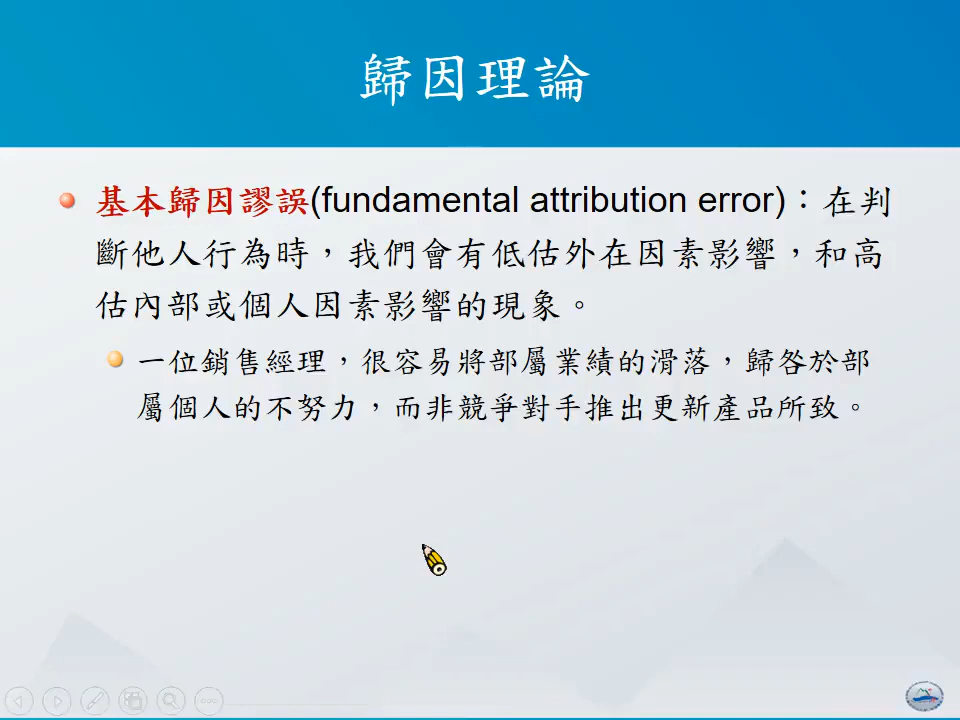 歸因理論
基本歸因謬誤(fundamental attribution error)：在判
斷他人行為時，我們會有低估外在因素影響，和高
估內部或個人因素影響的現象。
一位銷售經理，很容易將部屬業績的滑落，歸咎於部
屬個人的不努力，而非競爭對手推出更新產品所致。